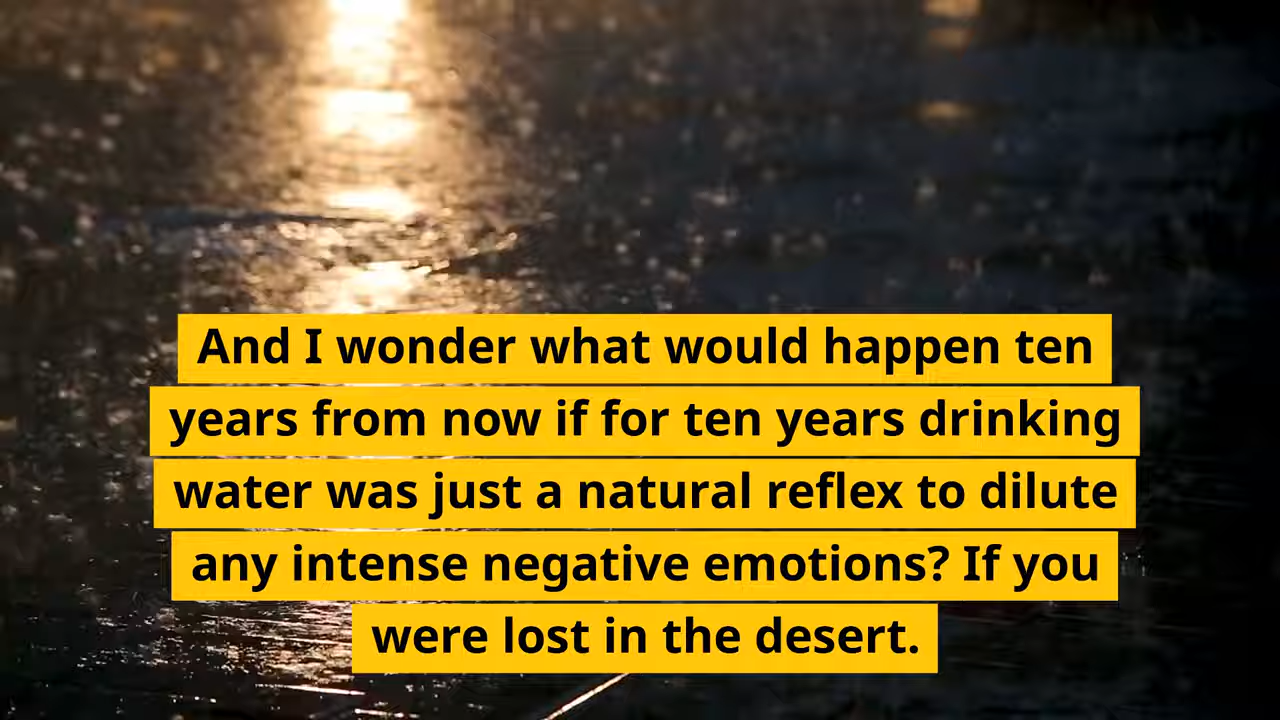 And I wonder what would happen ten
years from now if for ten years drinking
water was just a natural reflex to dilute
any intense negative emotions? If you
were lost in the desert.